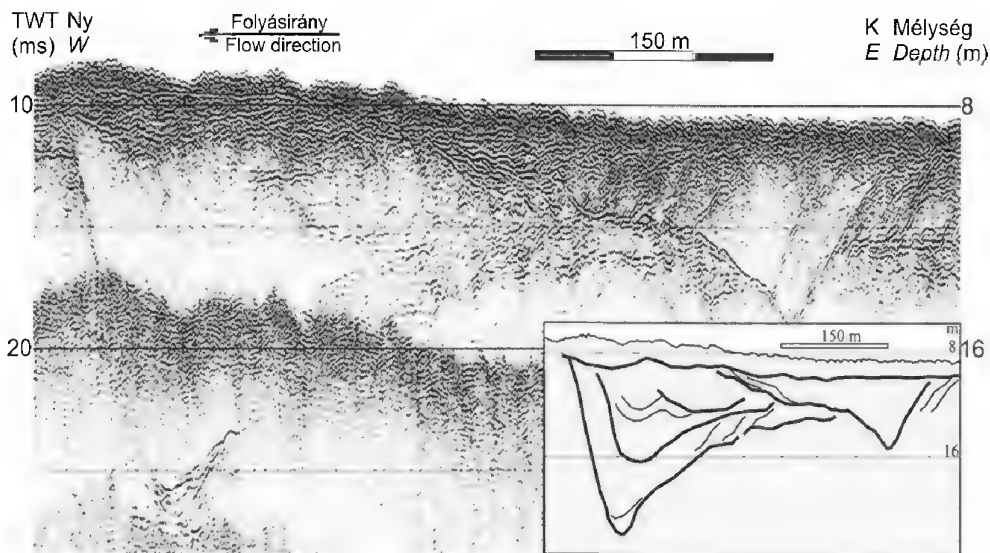 TWT Ny
(ms) W
Folyásirány
Flow direction
150 m
K Mélység
E Depth (m)
10
8
20
16
150 m
m
8
16